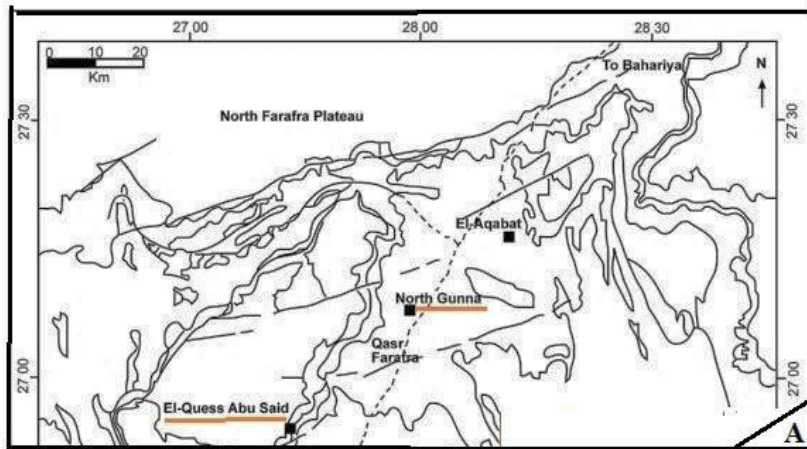 27 00
28 00
28 30
0 10 20
Km
To Bahariya
N
27 30
North Farafra Plateau
27 30
El-Aqabat
North Gunna
Qasr
Farafra
27 00
27 00
El-Quess Abu Said
A